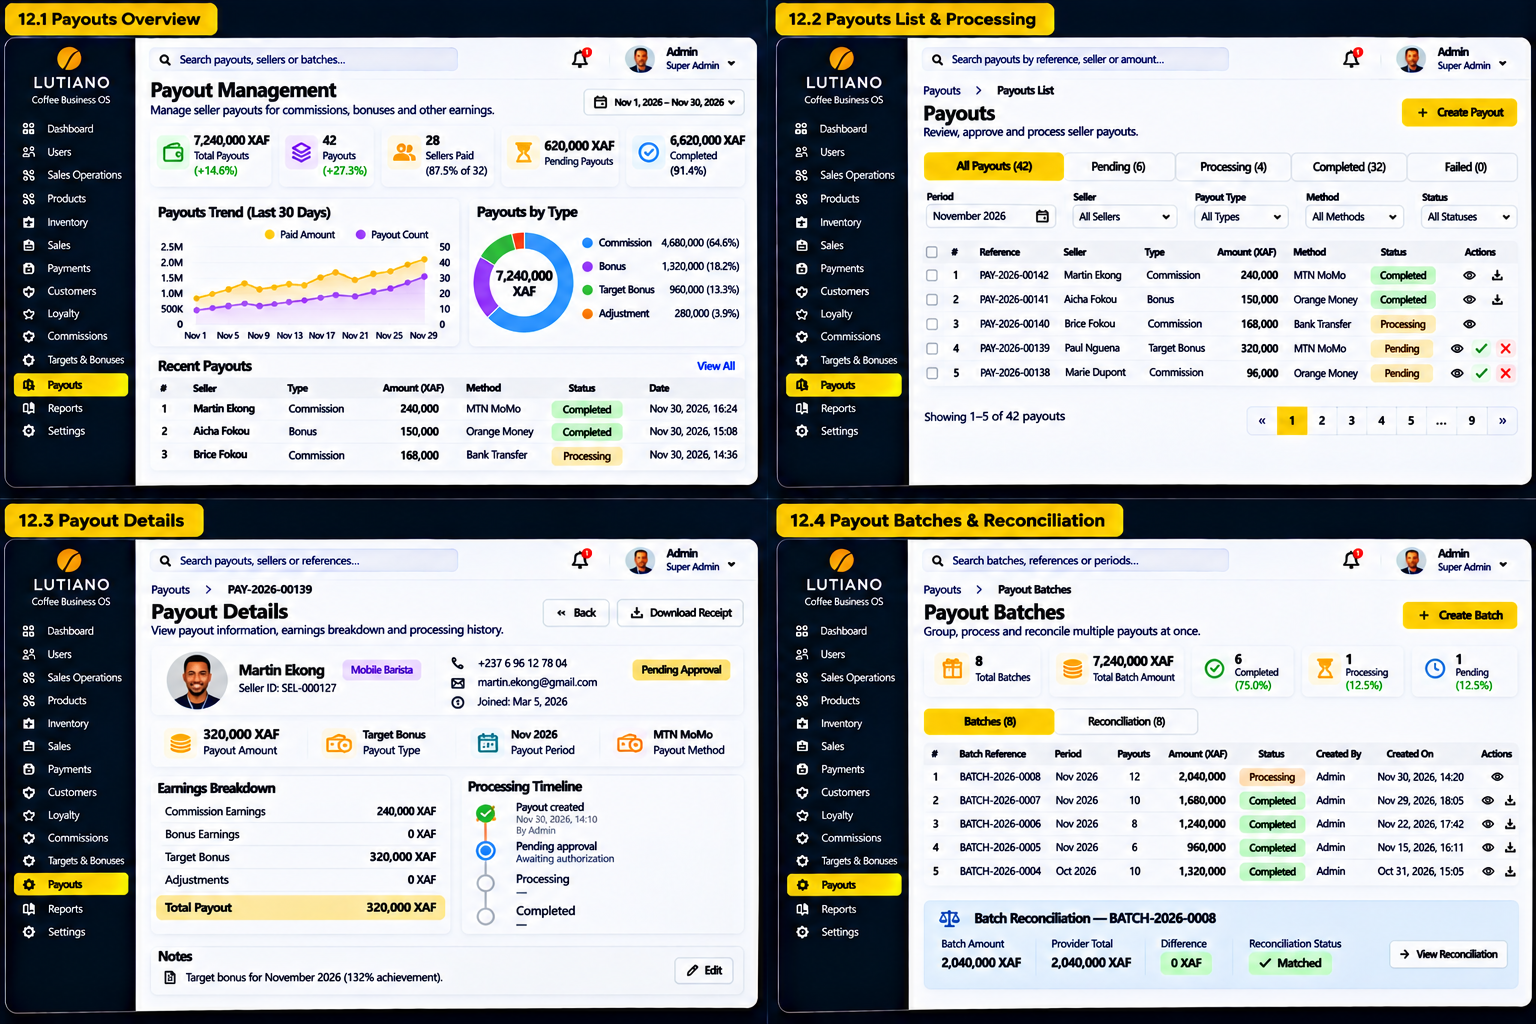 12.1 Payouts Overview
LUTIANO
Coffee Business OS
Dashboard
Users
Sales Operations
Products
Inventory
Sales
Payments
Customers
Loyalty
Commissions
Targets & Bonuses
Payouts
Reports
Settings
Search payouts, sellers or batches...
1
Admin
Super Admin
Payout Management
Manage seller payouts for commissions, bonuses and other earnings.
Nov 1, 2026 – Nov 30, 2026
7,240,000 XAF
Total Payouts
(+14.6%)
42
Payouts
(+27.3%)
28
Sellers Paid
(87.5% of 32)
620,000 XAF
Pending Payouts
6,620,000 XAF
Completed
(91.4%)
Payouts Trend (Last 30 Days)
Paid Amount Payout Count
2.5M 50
2.0M 40
1.5M 30
1.0M 20
500K 10
0 0
Nov 1 Nov 5 Nov 9 Nov 13 Nov 17 Nov 21 Nov 25 Nov 29
Payouts by Type
7,240,000
XAF
Commission 4,680,000 (64.6%)
Bonus 1,320,000 (18.2%)
Target Bonus 960,000 (13.3%)
Adjustment 280,000 (3.9%)
Recent Payouts View All
# Seller Type Amount (XAF) Method Status Date
1 Martin Ekong Commission 240,000 MTN MoMo Completed Nov 30, 2026, 16:24
2 Aicha Fokou Bonus 150,000 Orange Money Completed Nov 30, 2026, 15:08
3 Brice Fokou Commission 168,000 Bank Transfer Processing Nov 30, 2026, 14:36
12.2 Payouts List & Processing
LUTIANO
Coffee Business OS
Dashboard
Users
Sales Operations
Products
Inventory
Sales
Payments
Customers
Loyalty
Commissions
Targets & Bonuses
Payouts
Reports
Settings
Search payouts by reference, seller or amount...
1
Admin
Super Admin
Payouts > Payouts List
Payouts
Review, approve and process seller payouts.
+ Create Payout
All Payouts (42) Pending (6) Processing (4) Completed (32) Failed (0)
Period Seller Payout Type Method Status
November 2026 All Sellers All Types All Methods All Statuses
# Reference Seller Type Amount (XAF) Method Status Actions
1 PAY-2026-00142 Martin Ekong Commission 240,000 MTN MoMo Completed
2 PAY-2026-00141 Aicha Fokou Bonus 150,000 Orange Money Completed
3 PAY-2026-00140 Brice Fokou Commission 168,000 Bank Transfer Processing
4 PAY-2026-00139 Paul Nguena Target Bonus 320,000 MTN MoMo Pending
5 PAY-2026-00138 Marie Dupont Commission 96,000 Orange Money Pending
Showing 1–5 of 42 payouts
« 1 2 3 4 5 ... 9 »
12.3 Payout Details
LUTIANO
Coffee Business OS
Dashboard
Users
Sales Operations
Products
Inventory
Sales
Payments
Customers
Loyalty
Commissions
Targets & Bonuses
Payouts
Reports
Settings
Search payouts, sellers or references...
1
Admin
Super Admin
Payouts > PAY-2026-00139
Payout Details
View payout information, earnings breakdown and processing history.
« Back
Download Receipt
Martin Ekong Mobile Barista
Seller ID: SEL-000127
+237 6 96 12 78 04
martin.ekong@gmail.com
Joined: Mar 5, 2026
Pending Approval
320,000 XAF
Payout Amount
Target Bonus
Payout Type
Nov 2026
Payout Period
MTN MoMo
Payout Method
Earnings Breakdown
Commission Earnings 240,000 XAF
Bonus Earnings 0 XAF
Target Bonus 320,000 XAF
Adjustments 0 XAF
Total Payout 320,000 XAF
Processing Timeline
Payout created
Nov 30, 2026, 14:10
By Admin
Pending approval
Awaiting authorization
Processing
—
Completed
—
Notes
Target bonus for November 2026 (132% achievement).
Edit
12.4 Payout Batches & Reconciliation
LUTIANO
Coffee Business OS
Dashboard
Users
Sales Operations
Products
Inventory
Sales
Payments
Customers
Loyalty
Commissions
Targets & Bonuses
Payouts
Reports
Settings
Search batches, references or periods...
1
Admin
Super Admin
Payouts > Payout Batches
Payout Batches
Group, process and reconcile multiple payouts at once.
+ Create Batch
8
Total Batches
7,240,000 XAF
Total Batch Amount
6
Completed
(75.0%)
1
Processing
(12.5%)
1
Pending
(12.5%)
Batches (8) Reconciliation (8)
# Batch Reference Period Payouts Amount (XAF) Status Created By Created On Actions
1 BATCH-2026-0008 Nov 2026 12 2,040,000 Processing Admin Nov 30, 2026, 14:20
2 BATCH-2026-0007 Nov 2026 10 1,680,000 Completed Admin Nov 29, 2026, 18:05
3 BATCH-2026-0006 Nov 2026 8 1,240,000 Completed Admin Nov 22, 2026, 17:42
4 BATCH-2026-0005 Nov 2026 6 960,000 Completed Admin Nov 15, 2026, 16:11
5 BATCH-2026-0004 Oct 2026 10 1,320,000 Completed Admin Oct 31, 2026, 15:05
Batch Reconciliation — BATCH-2026-0008
Batch Amount
2,040,000 XAF
Provider Total
2,040,000 XAF
Difference
0 XAF
Reconciliation Status
Matched
View Reconciliation